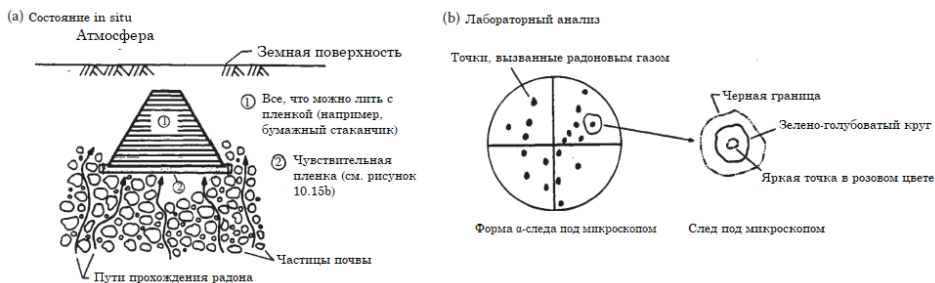 (a) Состояние in situ
Атмосфера
Земная поверхность
① Все, что можно лить с
пленкой (например,
бумажный стаканчик)
② Чувствительная
пленка (см. рисунок
10.15b)
①
②
Частицы почвы
Пути прохождения радона
(b) Лабораторный анализ
Точки, вызванные радоновым газом
Черная граница
Зелено-голубоватый круг
Яркая точка в розовом цвете
Форма α-следа под микроскопом
След под микроскопом